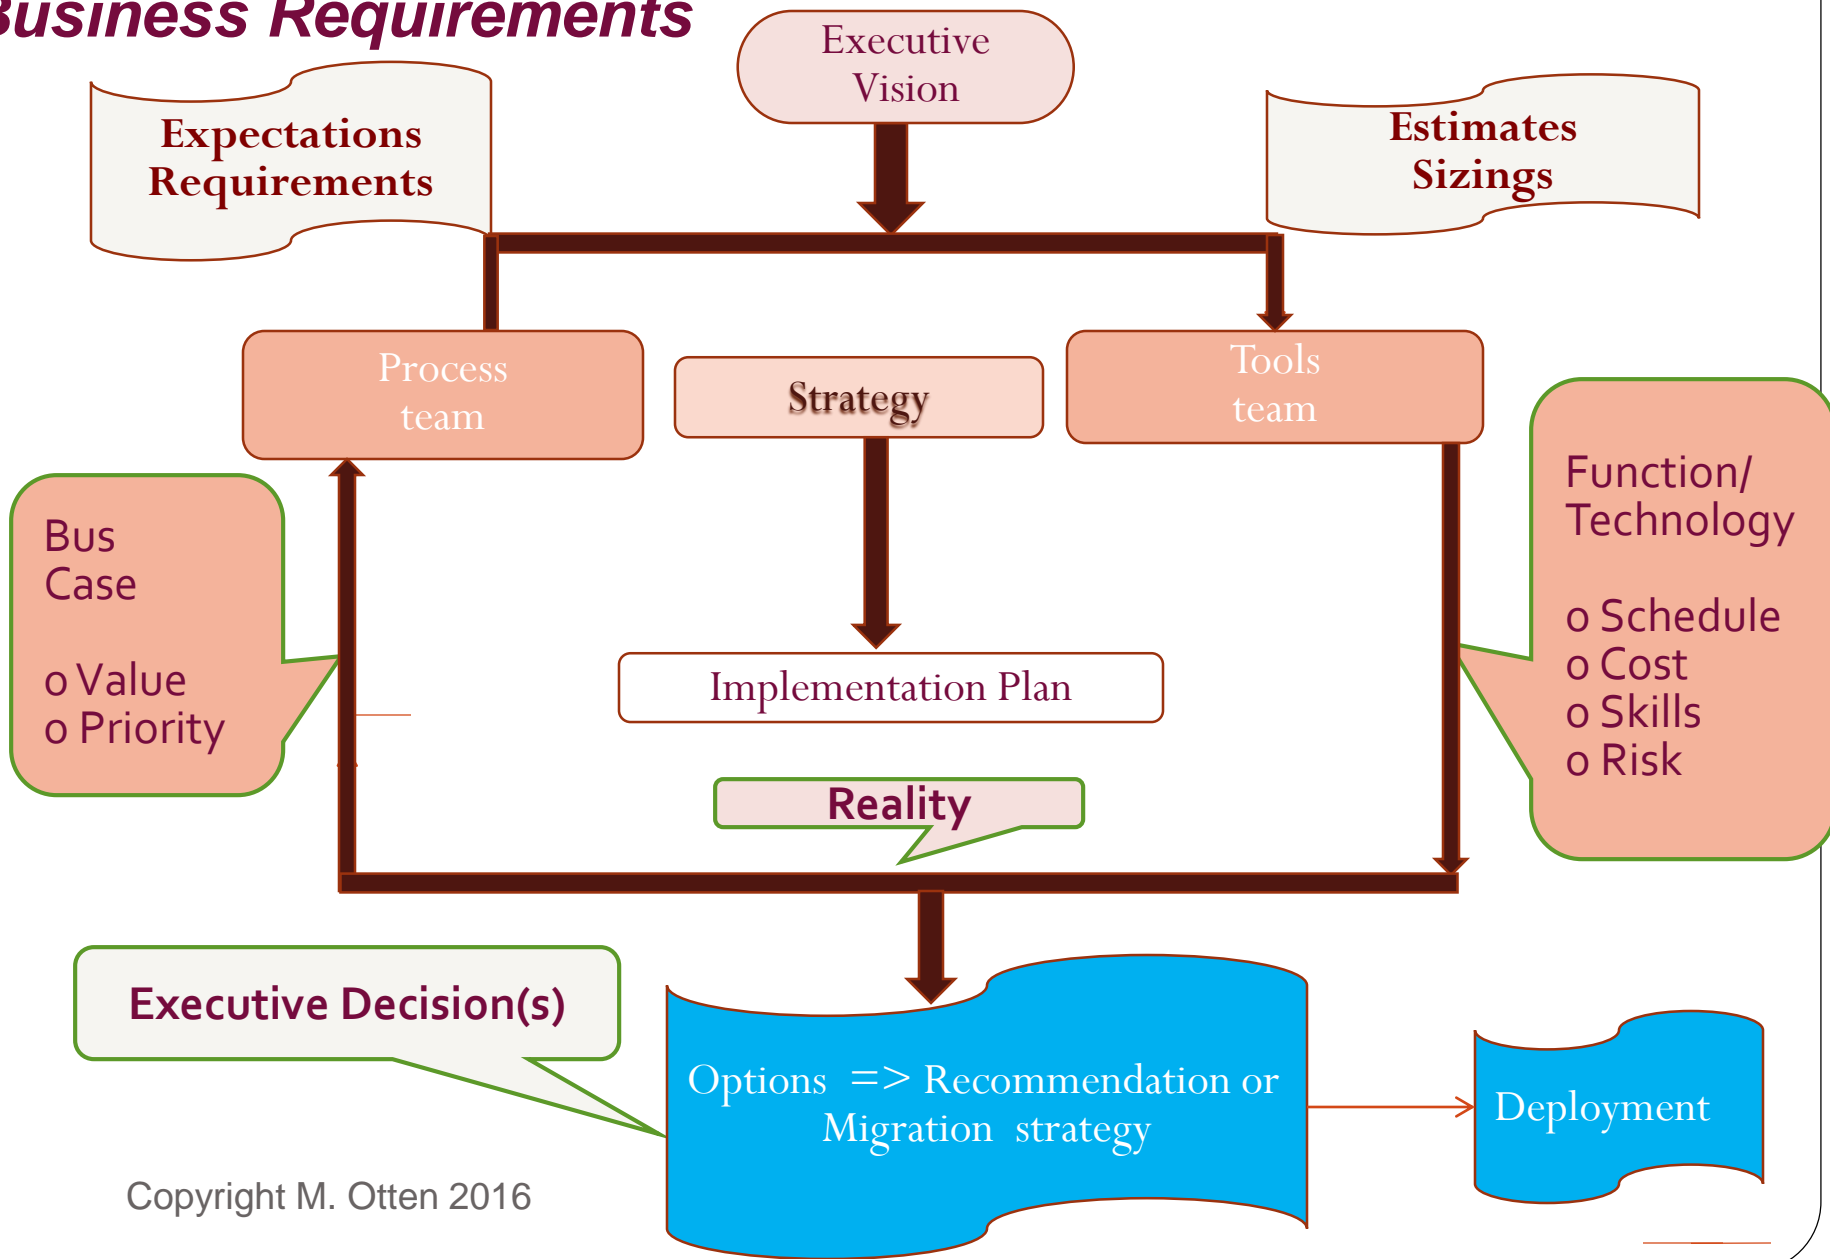 Business Requirements
Executive
Vision
Expectations
Requirements
Estimates
Sizings
Process
team
Strategy
Tools
team
Bus
Case
o Value
o Priority
Function/
Technology
o Schedule
o Cost
o Skills
o Risk
Implementation Plan
Reality
Executive Decision(s)
Options => Recommendation or
Migration strategy
Deployment
Copyright M. Otten 2016